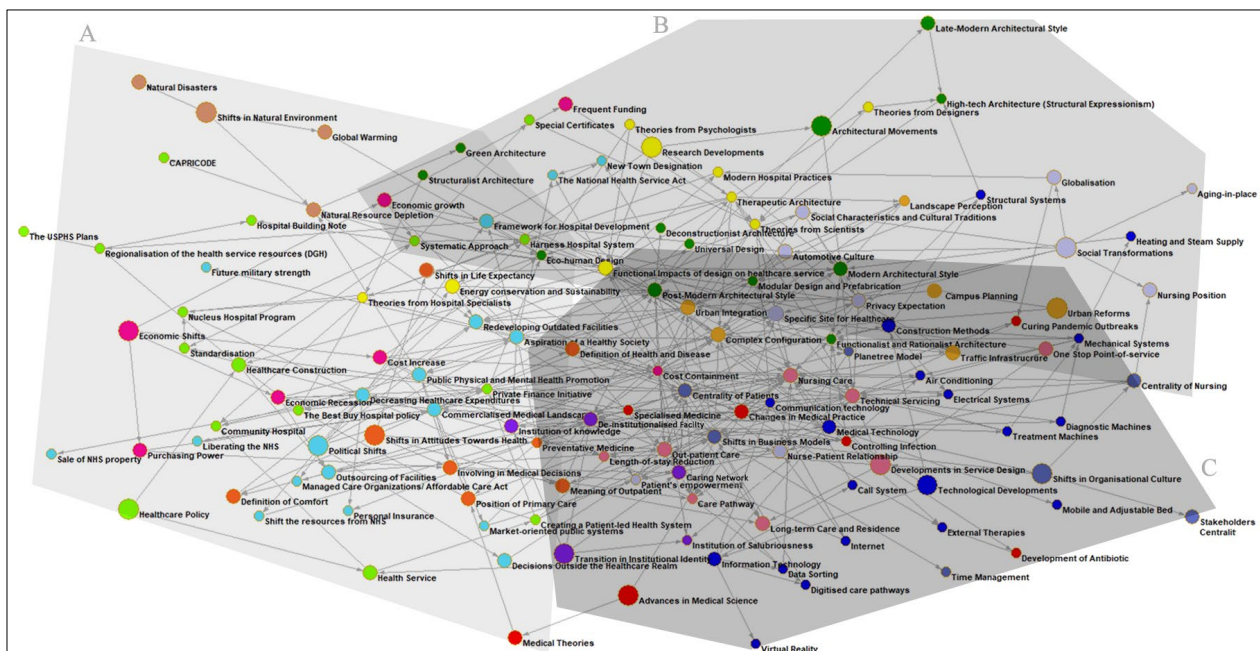 A
B
Late-Modern Architectural Style
Natural Disasters
High-tech Architecture (Structural Expressionism)
Frequent Funding
Shifts in Natural Environment
Theories from Designers
Special Certificates
Theories from Psychologists
Architectural Movements
Global Warming
Green Architecture
Research Developments
CAPRICODE
New Town Designation
Structuralist Architecture
The National Health Service Act
Modern Hospital Practices
Globalisation
Aging-in-place
Economic growth
Therapeutic Architecture
Structural Systems
Landscape Perception
Natural Resource Depletion
Social Characteristics and Cultural Traditions
Hospital Building Note
Framework for Hospital Development
Theories from Scientists
Deconstructionist Architecture
The USPHS Plans
Heating and Steam Supply
Systematic Approach
Harness Hospital System
Universal Design
Regionalisation of the health service resources (DGH)
Social Transformations
Automotive Culture
Eco-human Design
Future military strength
Shifts in Life Expectancy
Functional Impacts of design on healthcare service
Modern Architectural Style
Modular Design and Prefabrication
Energy conservation and Sustainability
Post-Modern Architectural Style
Campus Planning
Nursing Position
Theories from Hospital Specialists
Privacy Expectation
Urban Integration
Urban Reforms
Nucleus Hospital Program
Specific Site for Healthcare
Redeveloping Outdated Facilities
Curing Pandemic Outbreaks
Economic Shifts
Construction Methods
Aspiration of a Healthy Society
Complex Configuration
Functionalist and Rationalist Architecture
Mechanical Systems
Standardisation
Definition of Health and Disease
Planetree Model
Traffic Infrastrucure
One Stop Point-of-service
Cost Increase
Healthcare Construction
Cost Containment
Public Physical and Mental Health Promotion
Nursing Care
Air Conditioning
Centrality of Nursing
Private Finance Initiative
Centrality of Patients
Decreasing Healthcare Expenditures
Technical Servicing
Electrical Systems
Economic Recession
Communication technology
The Best Buy Hospital policy
Commercialised Medical Landscape
Specialised Medicine
Changes in Medical Practice
De-institutionalised Facility
Diagnostic Machines
Community Hospital
Institution of knowledge
Medical Technology
Treatment Machines
Shifts in Attitudes Towards Health
Shifts in Business Models
Liberating the NHS
Preventative Medicine
Controlling Infection
Political Shifts
Purchasing Power
Out-patient Care
Nurse-Patient Relationship
Sale of NHS property
Length-of-stay Reduction
Developments in Service Design
C
Involving in Medical Decisions
Outsourcing of Facilities
Caring Network
Shifts in Organisational Culture
Managed Care Organizations/ Affordable Care Act
Patient's empowerment
Meaning of Outpatient
Call System
Technological Developments
Definition of Comfort
Position of Primary Care
Care Pathway
Mobile and Adjustable Bed
Healthcare Policy
Personal Insurance
Shift the resources from NHS
Stakeholders
Centralit
Creating a Patient-led Health System
Market-oriented public systems
Long-term Care and Residence
External Therapies
Institution of Salubriousness
Internet
Transition in Institutional Identity
Development of Antibiotic
Decisions Outside the Healthcare Realm
Information Technology
Data Sorting
Health Service
Time Management
Digitised care pathways
Advances in Medical Science
Medical Theories
Virtual Reality